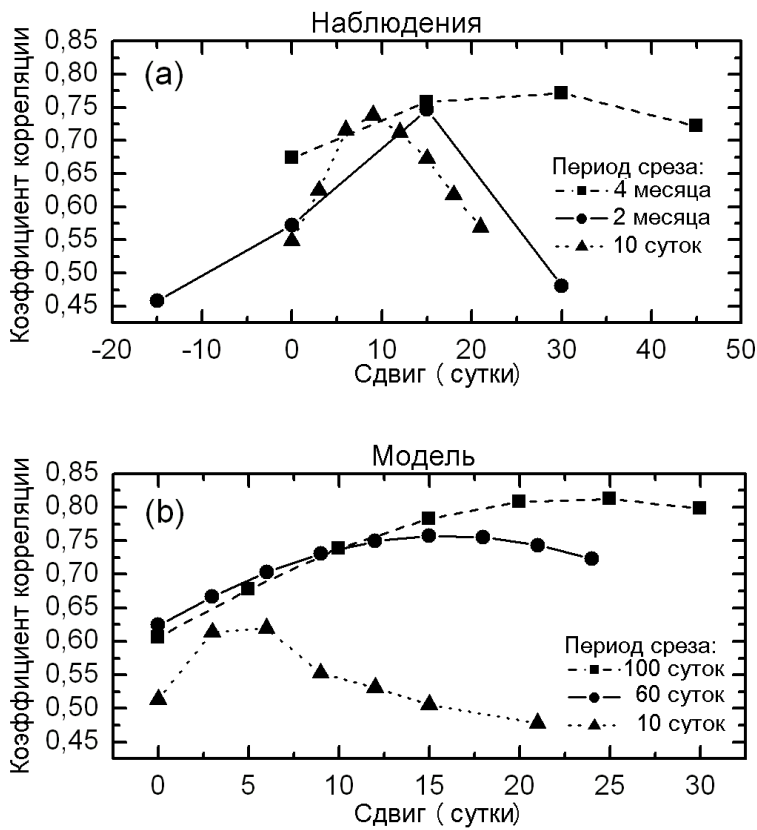 Наблюдения
(a)
Коэффициент корреляции
0,85
0,80
0,75
0,70
0,65
0,60
0,55
0,50
0,45
Период среза:
4 месяца
2 месяца
10 суток
-20 -10 0 10 20 30 40 50
Сдвиг ( сутки)
Модель
(b)
Коэффициент корреляции
0,85
0,80
0,75
0,70
0,65
0,60
0,55
0,50
0,45
Период среза:
100 суток
60 суток
10 суток
0 5 10 15 20 25 30
Сдвиг ( сутки)